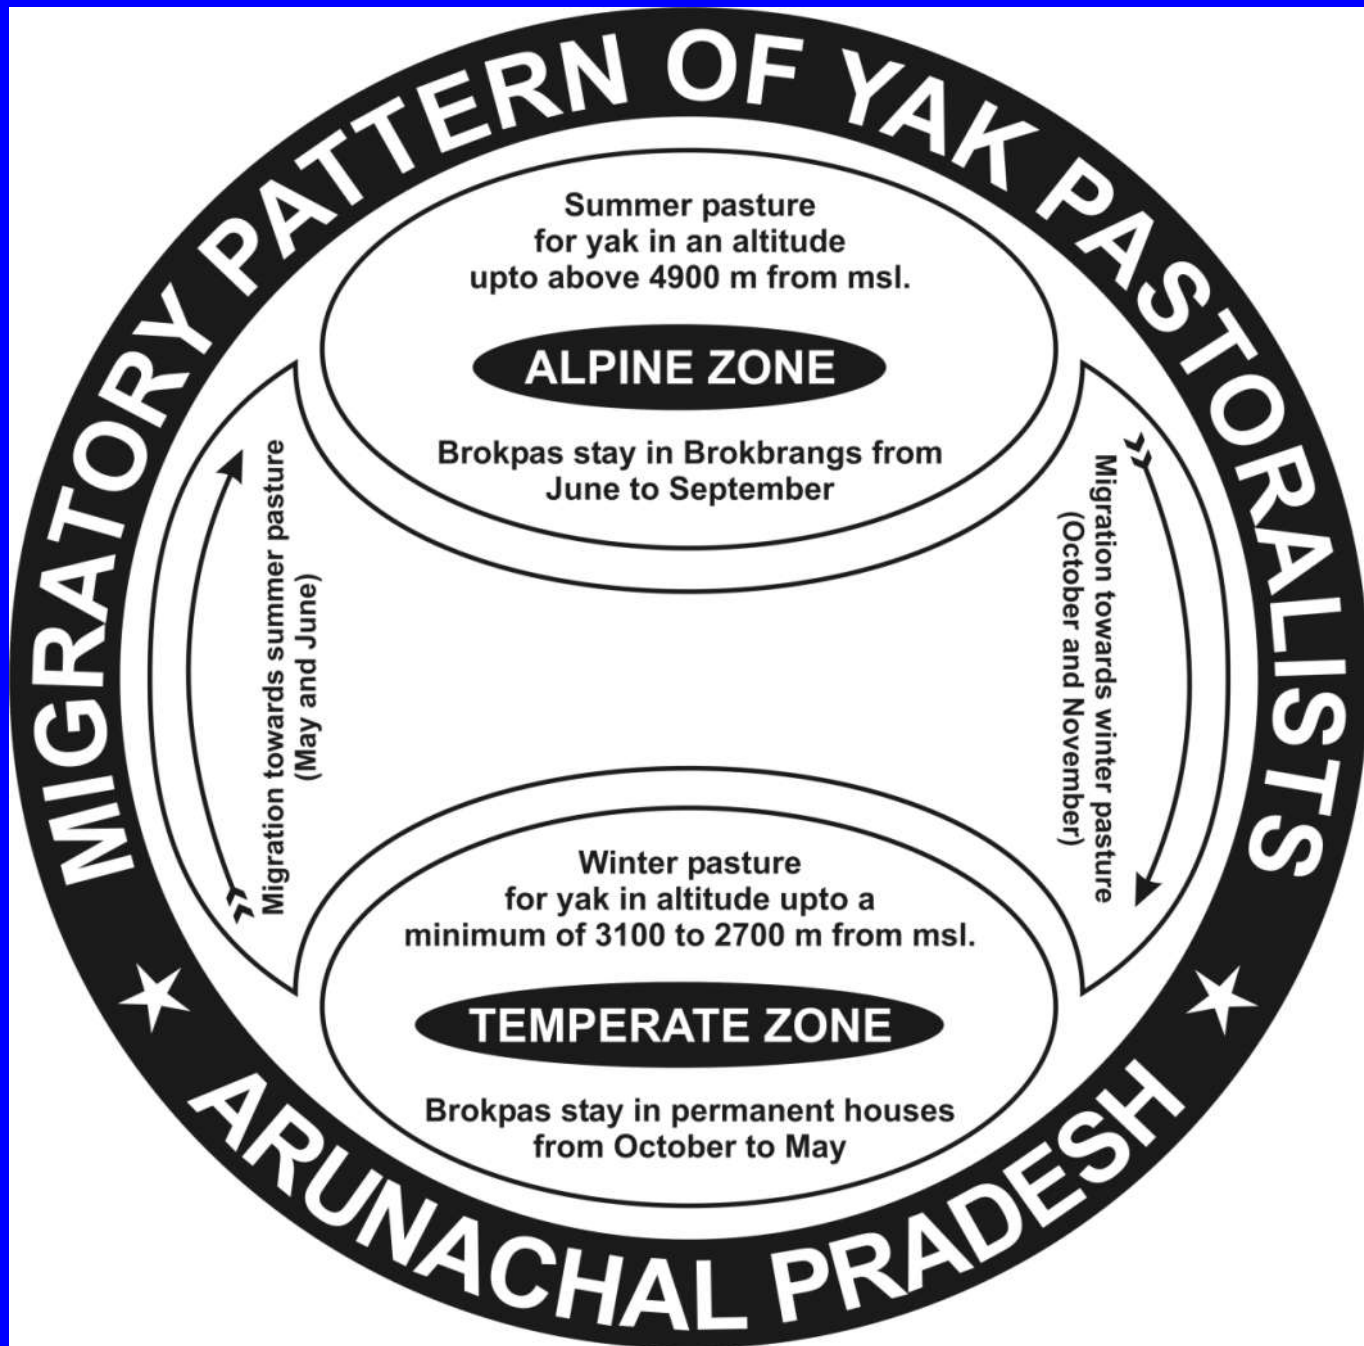 MIGRATORY PATTERN OF YAK PASTORALISTS
Summer pasture
for yak in an altitude
upto above 4900 m from msl.
ALPINE ZONE
Brokpas stay in Brokbrangs from
June to September
Migration towards summer pasture
(May and June)
Migration towards winter pasture
(October and November)
Winter pasture
for yak in altitude upto a
minimum of 3100 to 2700 m from msl.
TEMPERATE ZONE
Brokpas stay in permanent houses
from October to May
ARUNACHAL PRADESH